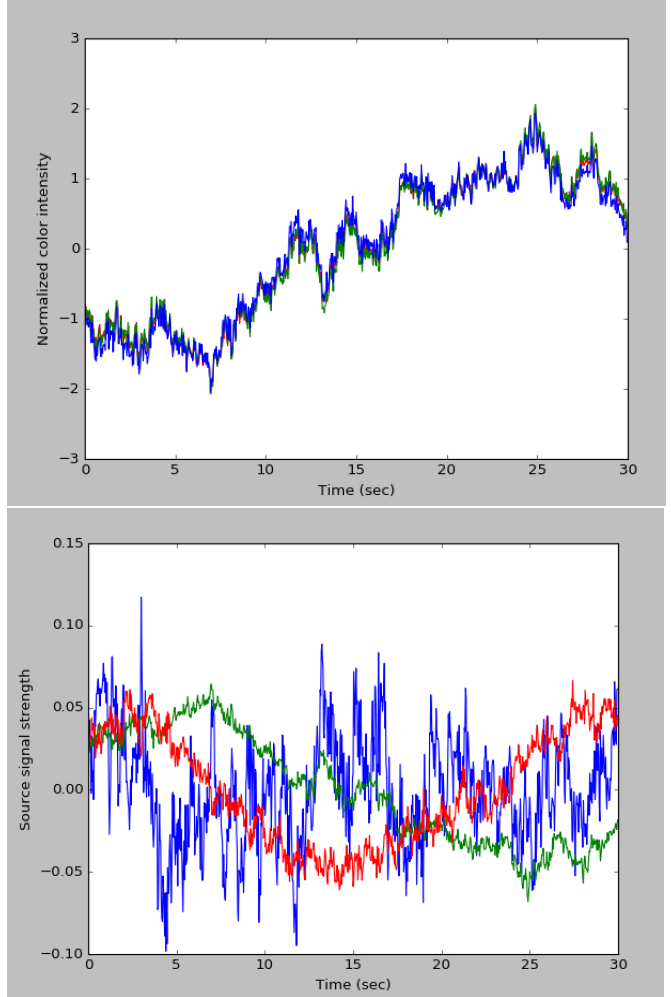 3
2
1
0
−1
−2
−3
Normalized color intensity
0 5 10 15 20 25 30
Time (sec)
0.15
0.10
0.05
0.00
−0.05
−0.10
Source signal strength
0 5 10 15 20 25 30
Time (sec)